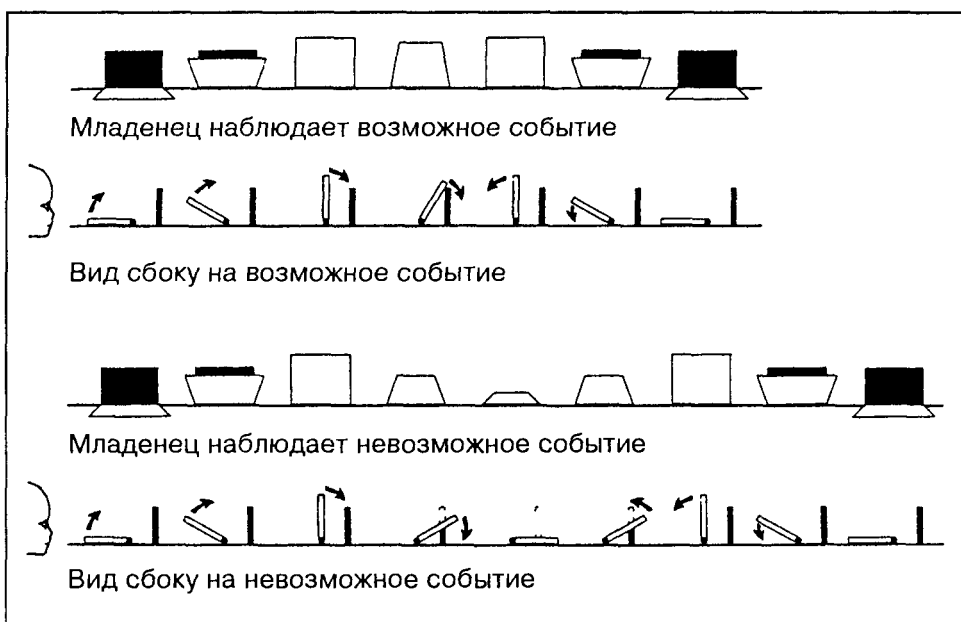 Младенец наблюдает возможное событие
Вид сбоку на возможное событие
Младенец наблюдает невозможное событие
Вид сбоку на невозможное событие